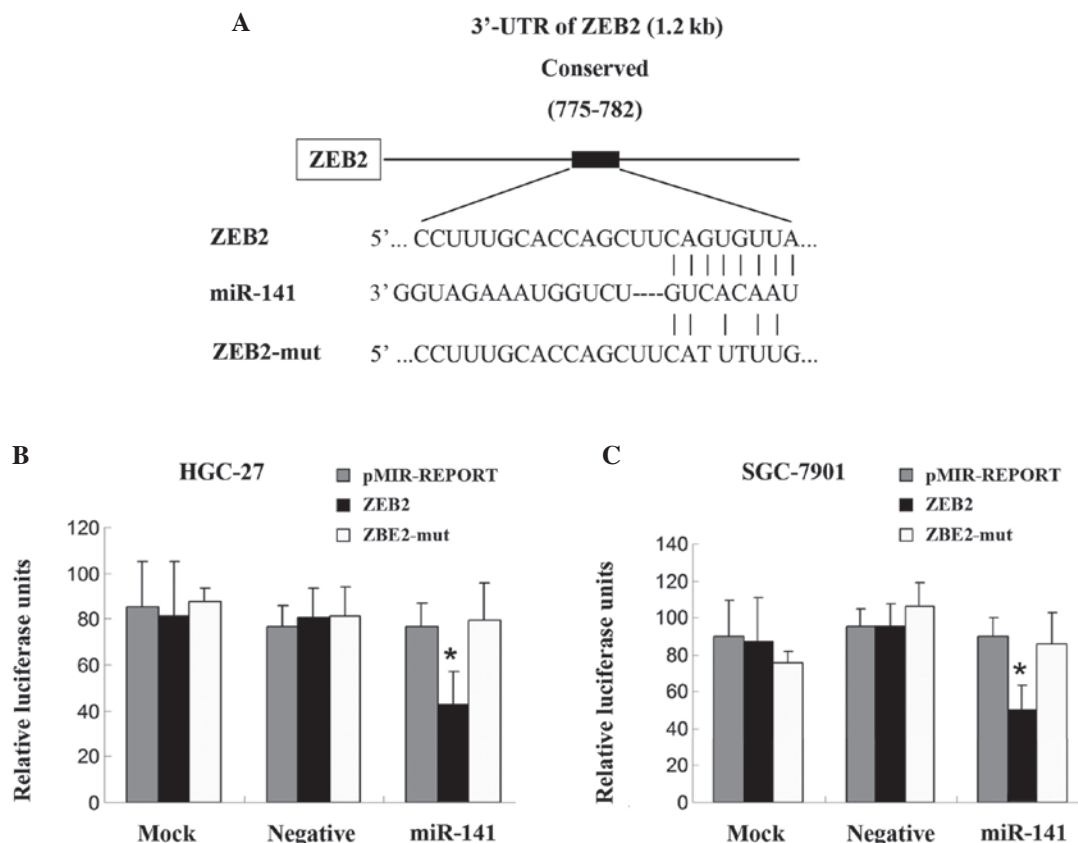 A
3’-UTR of ZEB2 (1.2 kb)
Conserved
(775-782)
ZEB2
ZEB2 5’... CCUUUGCACCAGCUUCAGUGUUA...
miR-141 3’ GGUAGAAAUGGUCU----GUCACAAU
ZEB2-mut 5’ ...CCUUUGCACCAGCUUCAT UTUUG...
B
HGC-27
pMIR-REPORT
ZEB2
ZBE2-mut
Relative luciferase units
120
100
80
60
40
20
0
*
Mock Negative miR-141
C
SGC-7901
pMIR-REPORT
ZEB2
ZBE2-mut
Relative luciferase units
140
120
100
80
60
40
20
0
*
Mock Negative miR-141